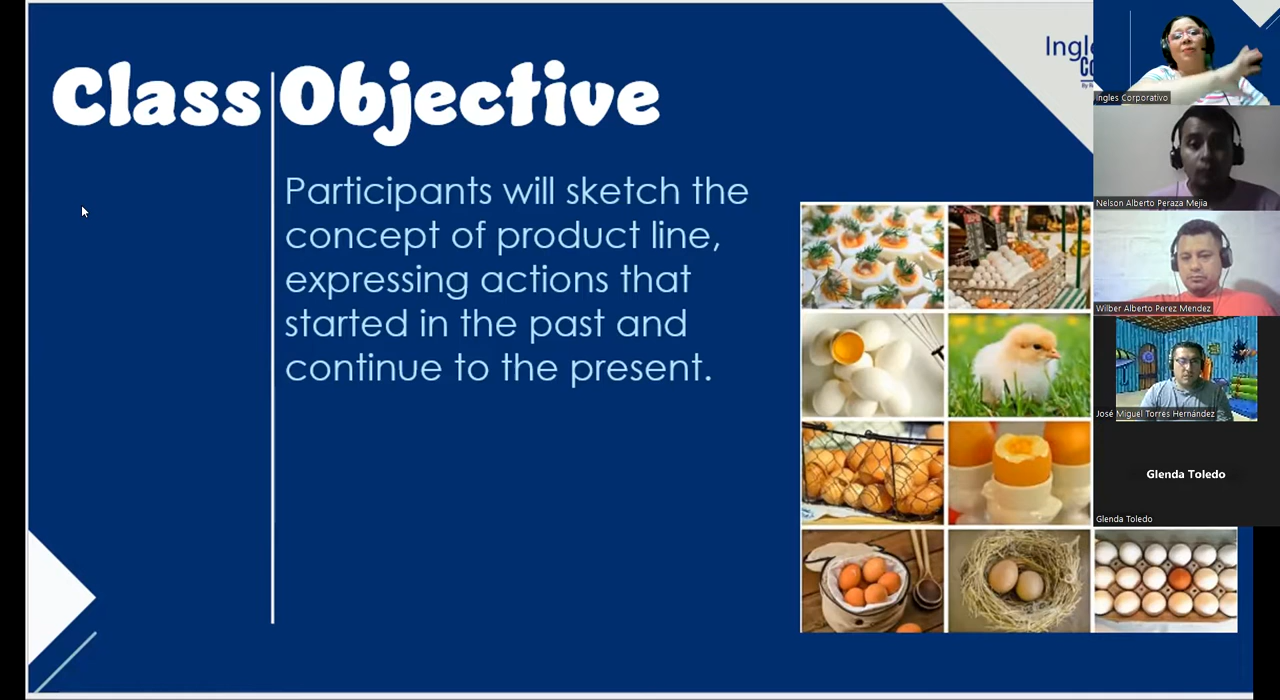 Class Objective
Participants will sketch the
concept of product line,
expressing actions that
started in the past and
continue to the present.
Ingles Corporativo
Nelson Alberto Peraza Mejia
Wilber Alberto Perez Mendez
José Miguel Torres Hernández
Glenda Toledo
Glenda Toledo